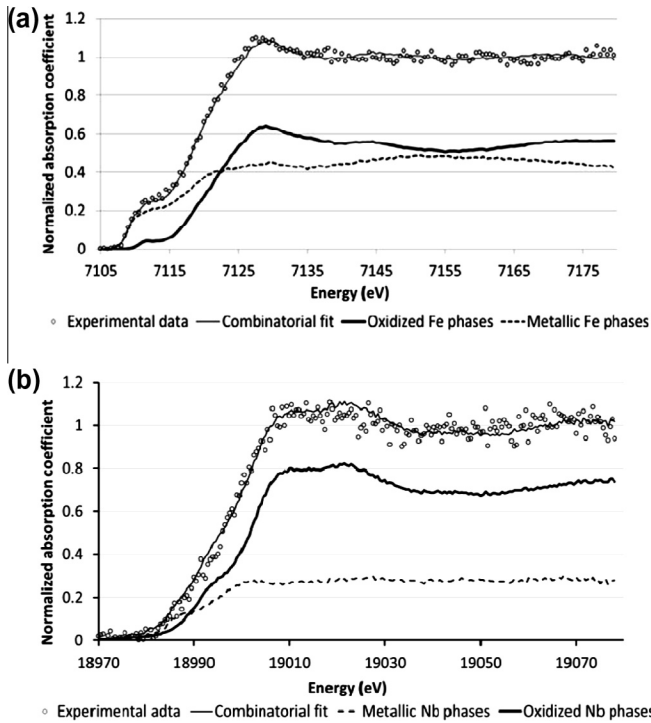 (a)
Normalized absorption coefficient
1.2
1
0.8
0.6
0.4
0.2
0
7105 7115 7125 7135 7145 7155 7165 7175
Energy (eV)
Experimental data Combinatorial fit Oxidized Fe phases Metallic Fe phases
(b)
Normalized absorption coefficient
1.2
1
0.8
0.6
0.4
0.2
0
18970 18990 19010 19030 19050 19070
Energy (eV)
Experimental adta Combinatorial fit Metallic Nb phases Oxidized Nb phases